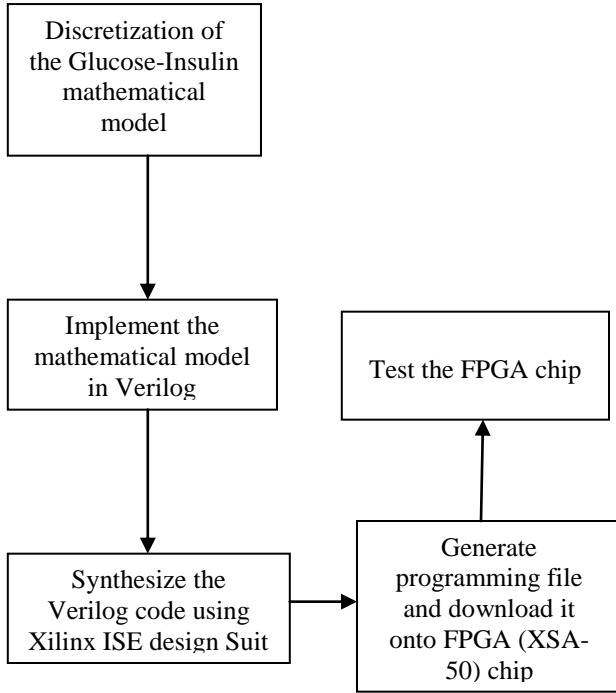 Discretization of
the Glucose-Insulin
mathematical
model
Implement the
mathematical model
in Verilog
Synthesize the
Verilog code using
Xilinx ISE design Suit
Generate
programming file
and download it
onto FPGA (XSA-
50) chip
Test the FPGA chip